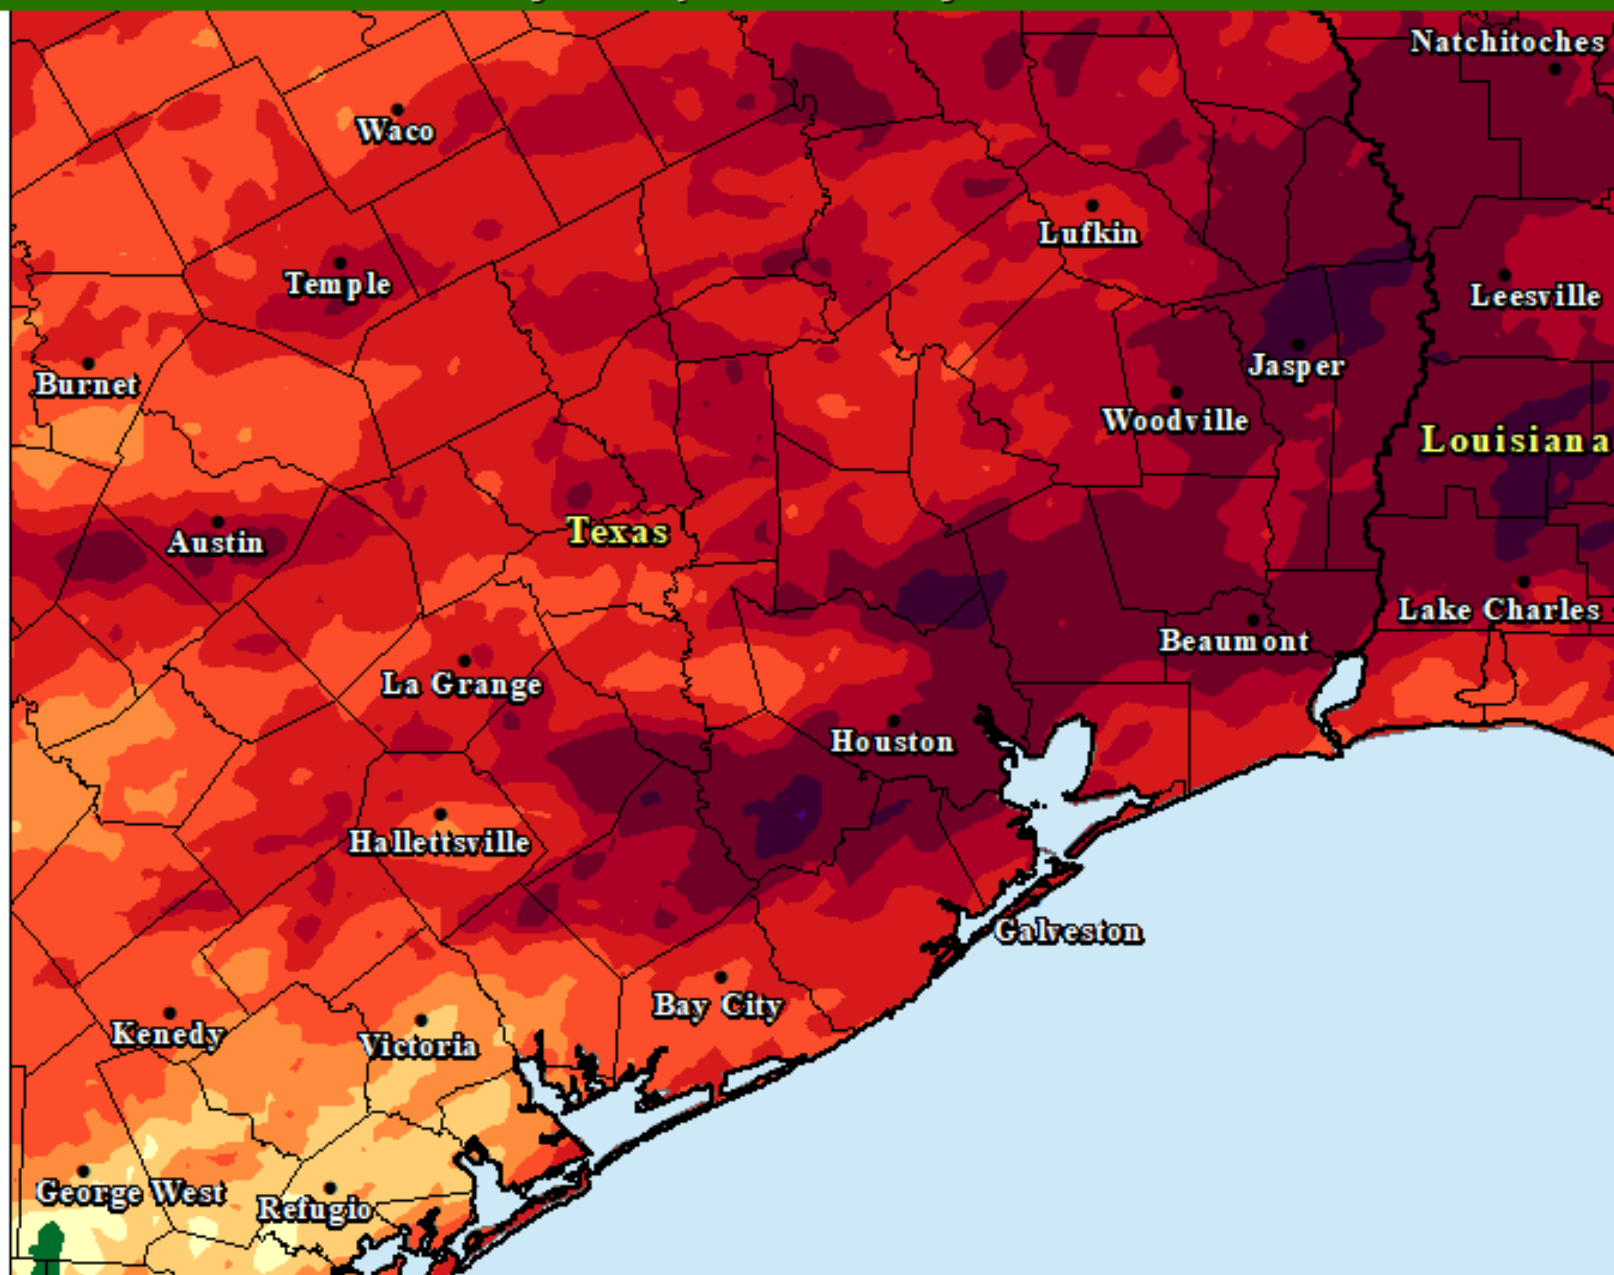 Natchitoches
Waco
Lufkin
Temple
Leesville
Burnet
Jasper
Woodville
Louisiana
Austin
Texas
Lake Charles
Beaumont
La Grange
Houston
Hallettsville
Galveston
Bay City
Kenedy
Victoria
George West
Refugio